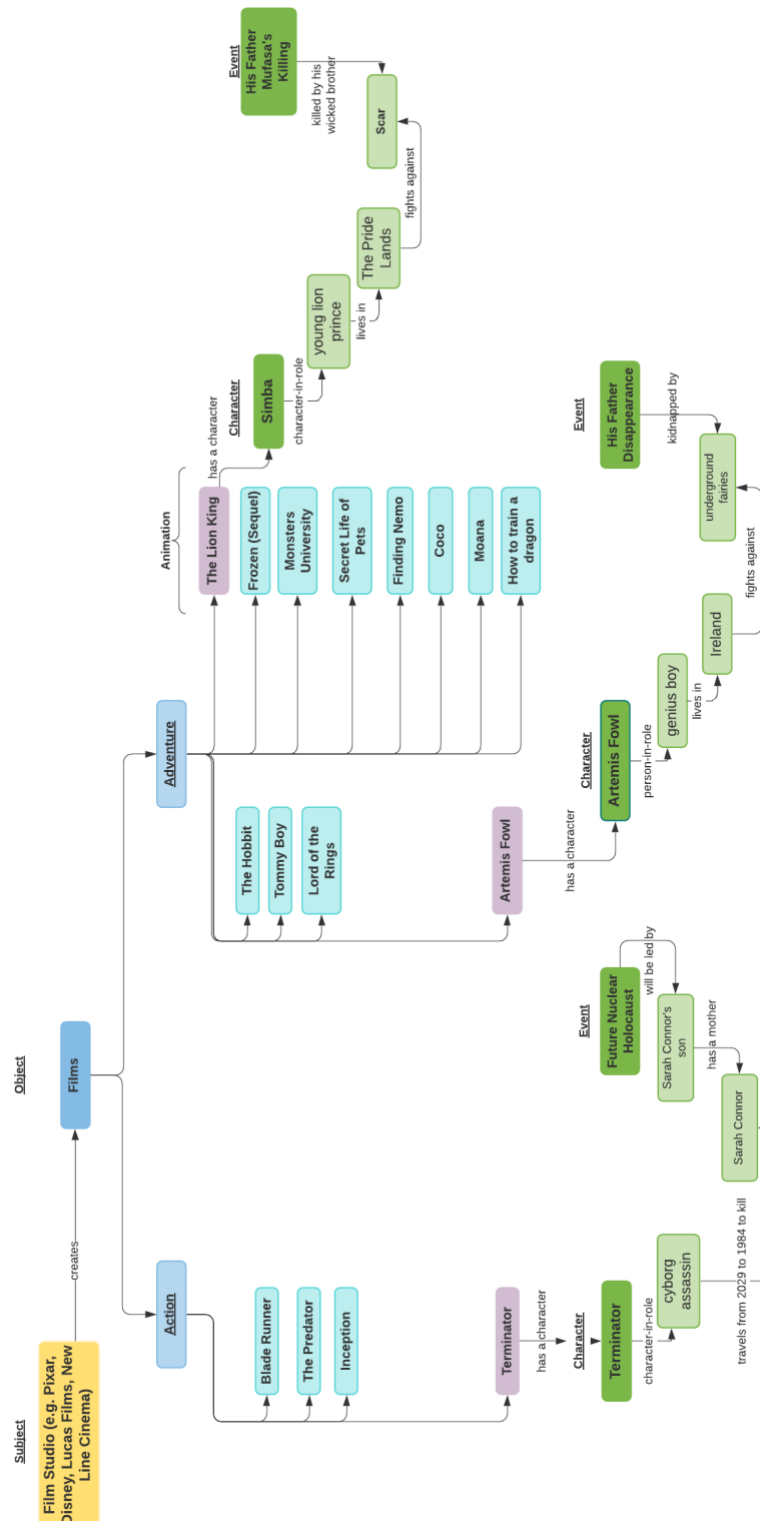 Subject
Film Studio (e.g. Pixar,
Disney, Lucas Films, New
Line Cinema)
creates
Object
Films
Action
Blade Runner
The Predator
Inception
Terminator
has a character
Character
Terminator
character-in-role
cyborg
assassin
travels from 2029 to 1984 to kill
Event
Future Nuclear
Holocaust
will be led by
Sarah Connor's
son
has a mother
Sarah Connor
Adventure
The Hobbit
Tommy Boy
Lord of the
Rings
Artemis Fowl
has a character
Character
Artemis Fowl
person-in-role
genius boy
lives in
Ireland
fights against
underground
fairies
Event
His Father
Disappearance
kidnapped by
Animation
The Lion King
Frozen (Sequel)
Monsters
University
Secret Life of
Pets
Finding Nemo
Coco
Moana
How to train a
dragon
has a character
Character
Simba
character-in-role
young lion
prince
lives in
The Pride
Lands
fights against
Scar
Event
His Father
Mufasa's
Killing
killed by his
wicked brother